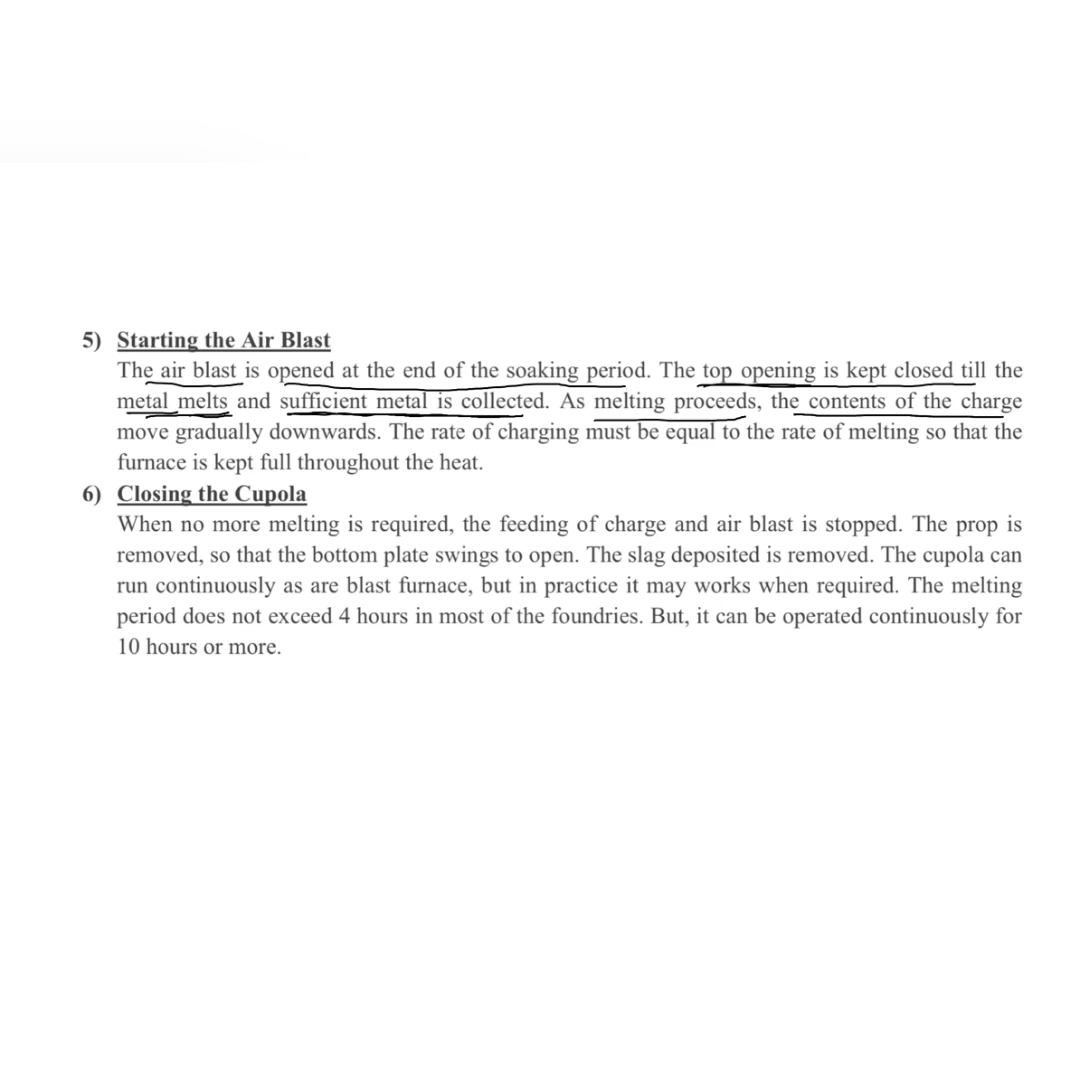 5) Starting the Air Blast
The air blast is opened at the end of the soaking period. The top opening is kept closed till the
metal melts and sufficient metal is collected. As melting proceeds, the contents of the charge
move gradually downwards. The rate of charging must be equal to the rate of melting so that the
furnace is kept full throughout the heat.
6) Closing the Cupola
When no more melting is required, the feeding of charge and air blast is stopped. The prop is
removed, so that the bottom plate swings to open. The slag deposited is removed. The cupola can
run continuously as are blast furnace, but in practice it may works when required. The melting
period does not exceed 4 hours in most of the foundries. But, it can be operated continuously for
10 hours or more.